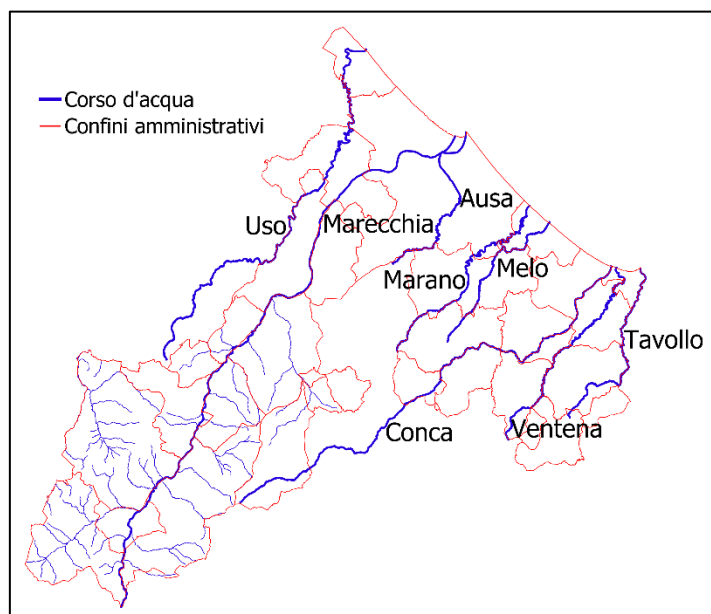 Corso d'acqua
Confini amministrativi
Ausa
Uso
Marecchia
Melo
Marano
Tavollo
Conca
Ventena